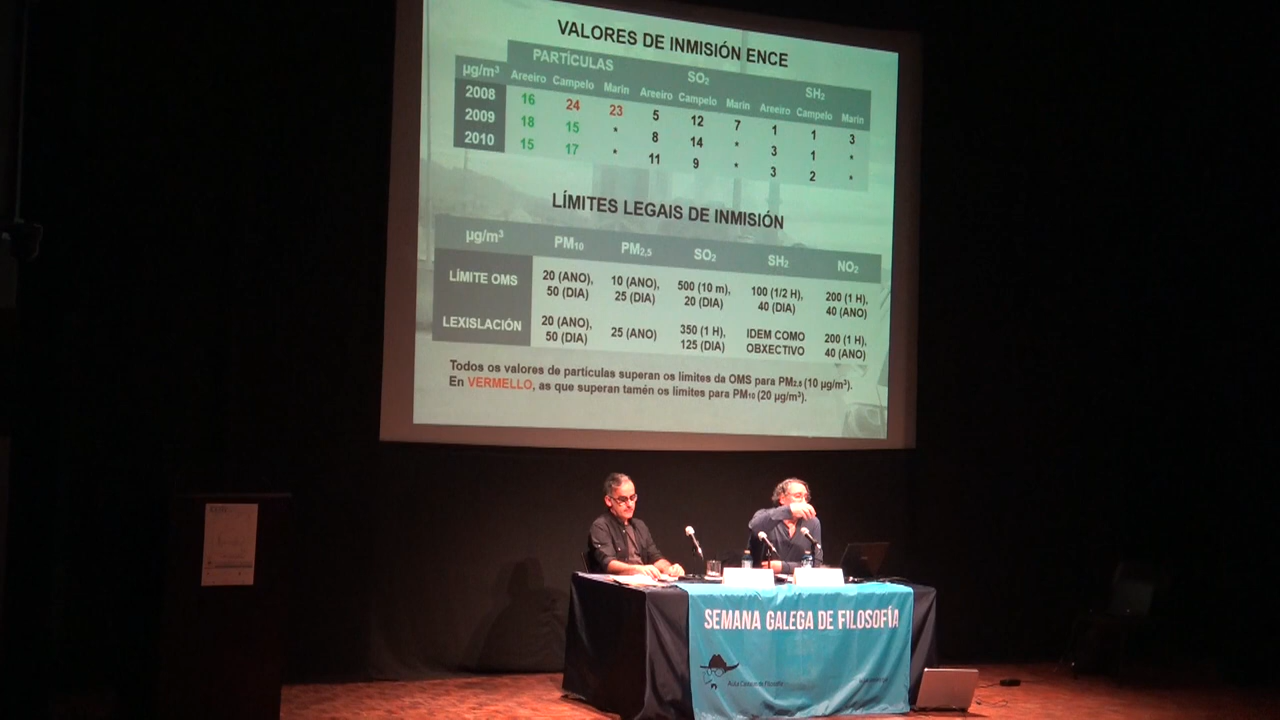 VALORES DE INMISIÓN ENCE
µg/m³ PARTÍCULAS SO₂ SH₂
Areeiro Campelo Marín Areeiro Campelo Marín Areeiro Campelo Marín
2008 16 24 23 5 12 7 1 1 3
2009 18 15 * 8 14 * 3 1 *
2010 15 17 * 11 9 * 3 2 *
LÍMITES LEGAIS DE INMISIÓN
µg/m³ PM₁₀ PM₂,₅ SO₂ SH₂ NO₂
LÍMITE OMS 20 (ANO), 50 (DIA) 10 (ANO), 25 (DIA) 500 (10 m), 20 (DIA) 100 (1/2 H), 40 (DIA) 200 (1 H), 40 (ANO)
LEXISLACIÓN 20 (ANO), 50 (DIA) 25 (ANO) 350 (1 H), 125 (DIA) IDEM COMO OBXECTIVO 200 (1 H), 40 (ANO)
Todos os valores de partículas superan os límites da OMS para PM₂,₅ (10 µg/m³).
En VERMELLO, as que superan tamén os límites para PM₁₀ (20 µg/m³).
SEMANA GALEGA DE FILOSOFÍA
Aula Castelao de Filosofía